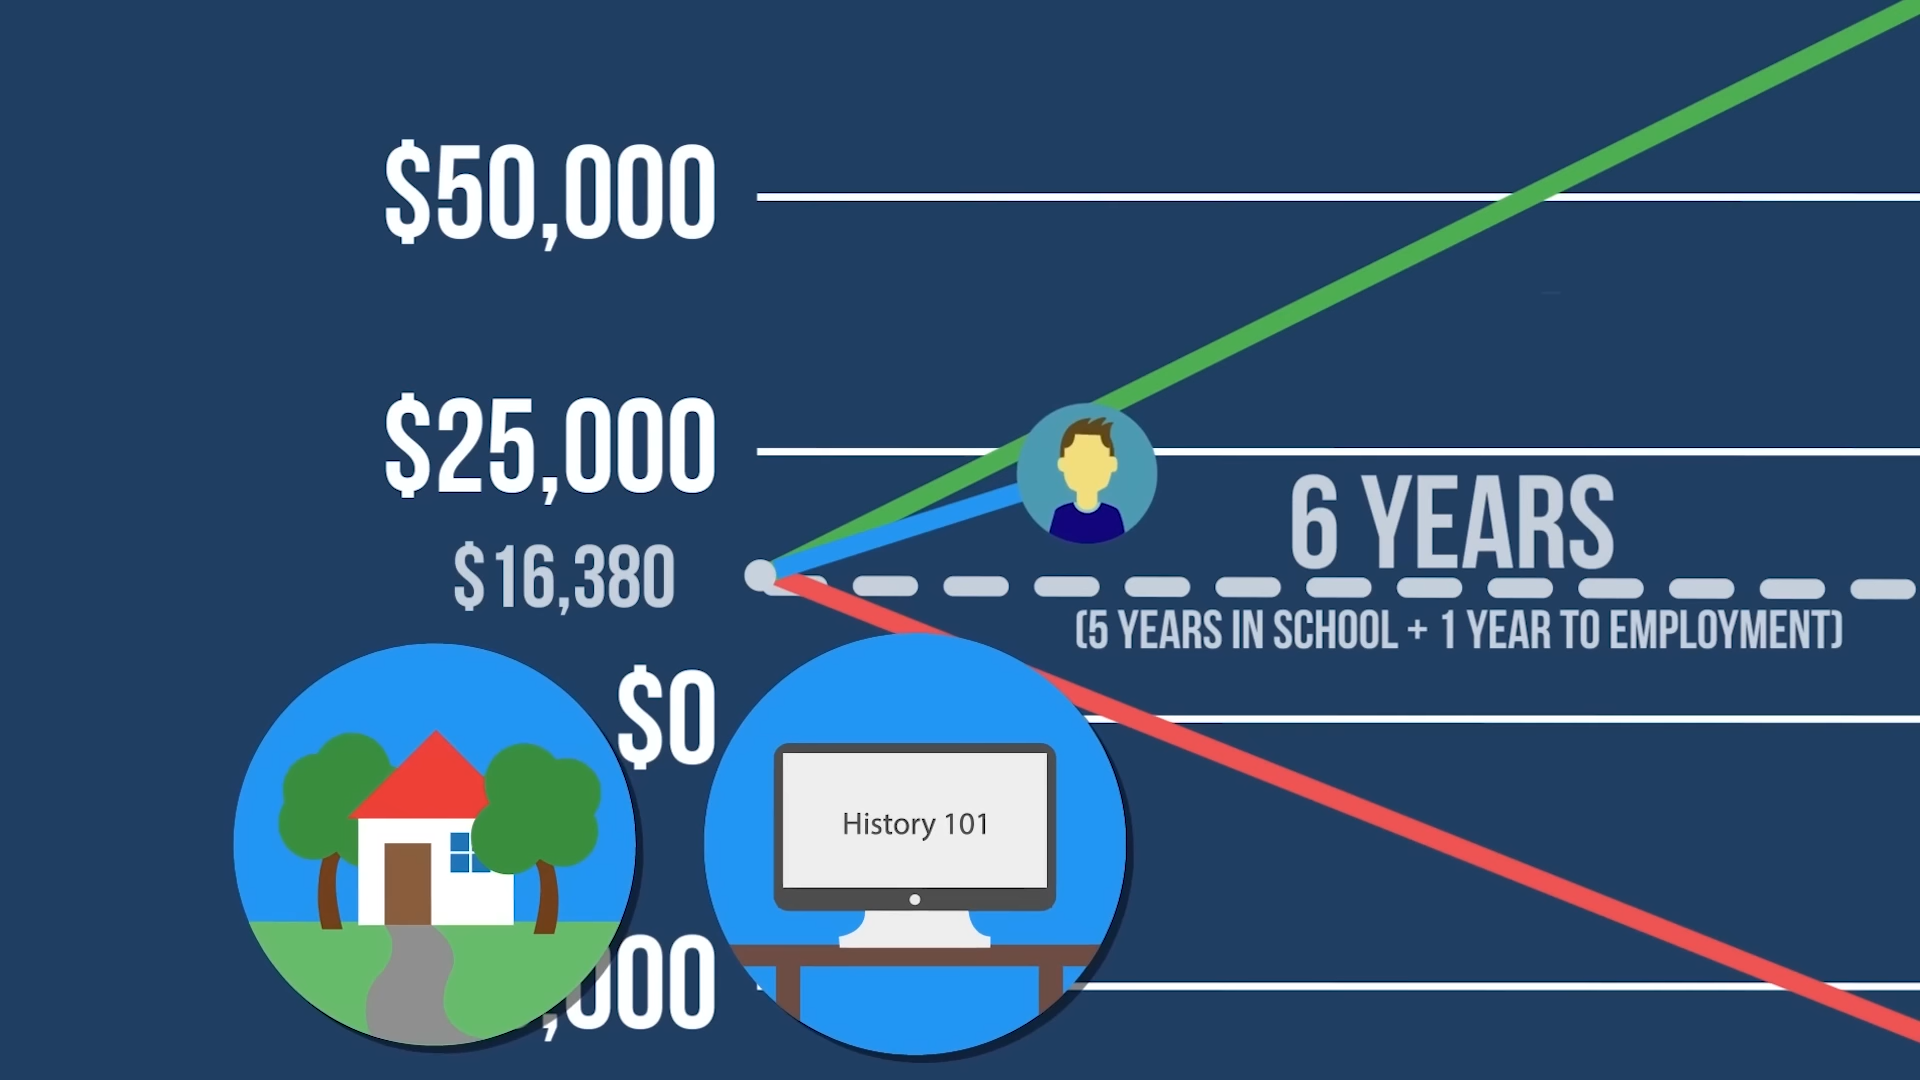 $50,000
$25,000
6 YEARS
$16,380
(5 YEARS IN SCHOOL + 1 YEAR TO EMPLOYMENT)
$0
History 101
,000